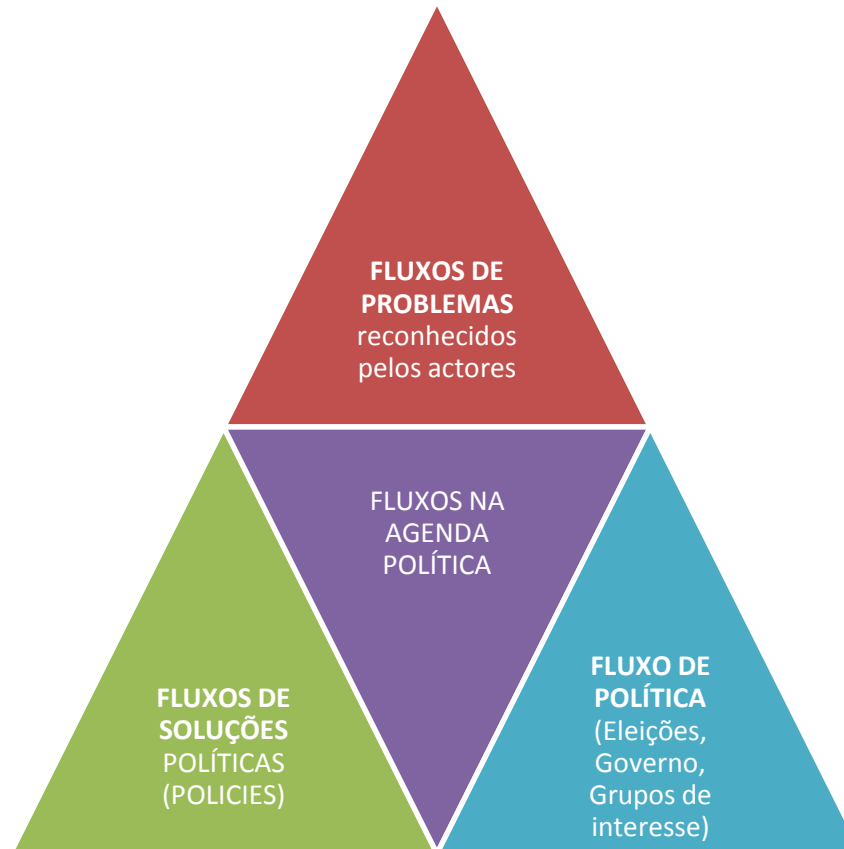 FLUXOS DE
PROBLEMAS
reconhecidos
pelos actores
FLUXOS NA
AGENDA
POLÍTICA
FLUXOS DE
SOLUÇÕES
POLÍTICAS
(POLICIES)
FLUXO DE
POLÍTICA
(Eleições,
Governo,
Grupos de
interesse)